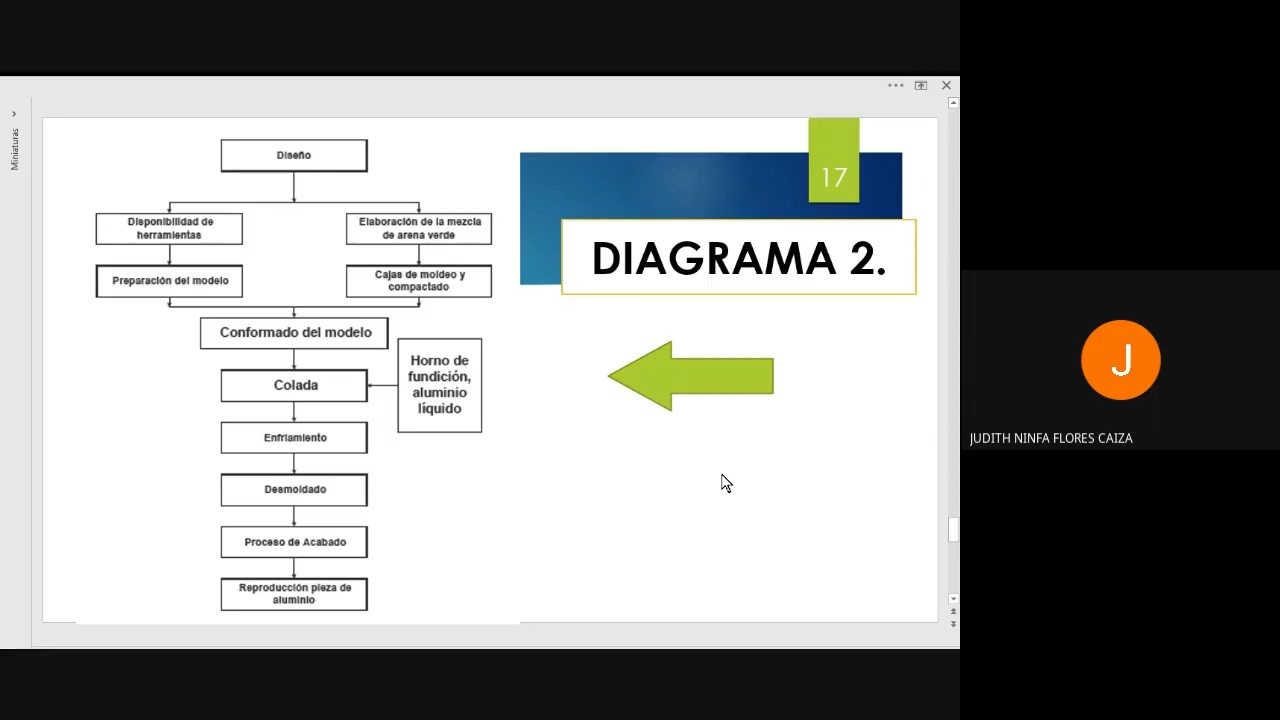 Miniaturas
Diseño
Disponibilidad de
herramientas
Elaboración de la mezcla
de arena verde
Preparación del modelo
Cajas de moldeo y
compactado
Conformado del modelo
Horno de
fundición,
aluminio
líquido
Colada
Enfriamiento
Desmoldado
Proceso de Acabado
Reproducción pieza de
aluminio
17
DIAGRAMA 2.
J
JUDITH NINFA FLORES CAIZA